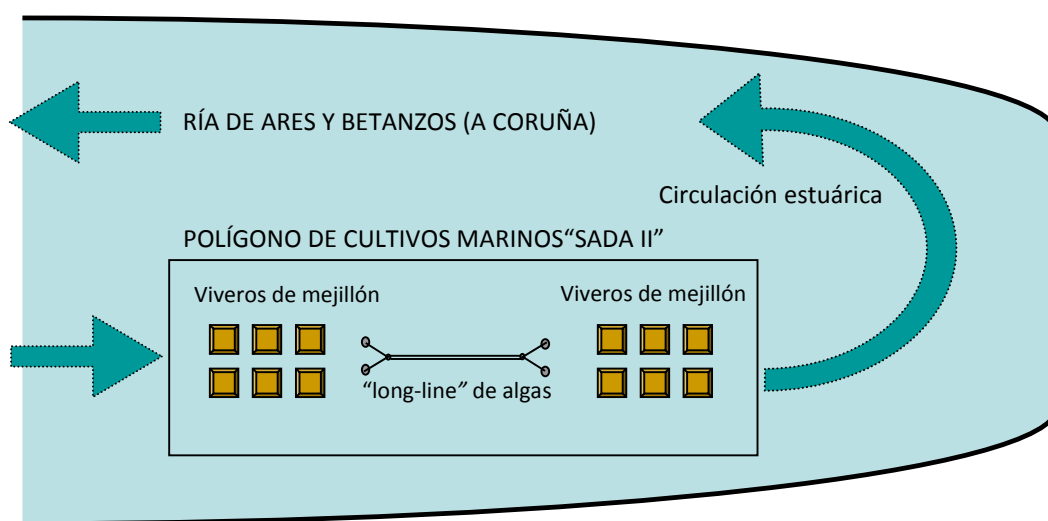 RÍA DE ARES Y BETANZOS (A CORUÑA)
Circulación estuárica
POLÍGONO DE CULTIVOS MARINOS“SADA II”
Viveros de mejillón
Viveros de mejillón
“long-line” de algas